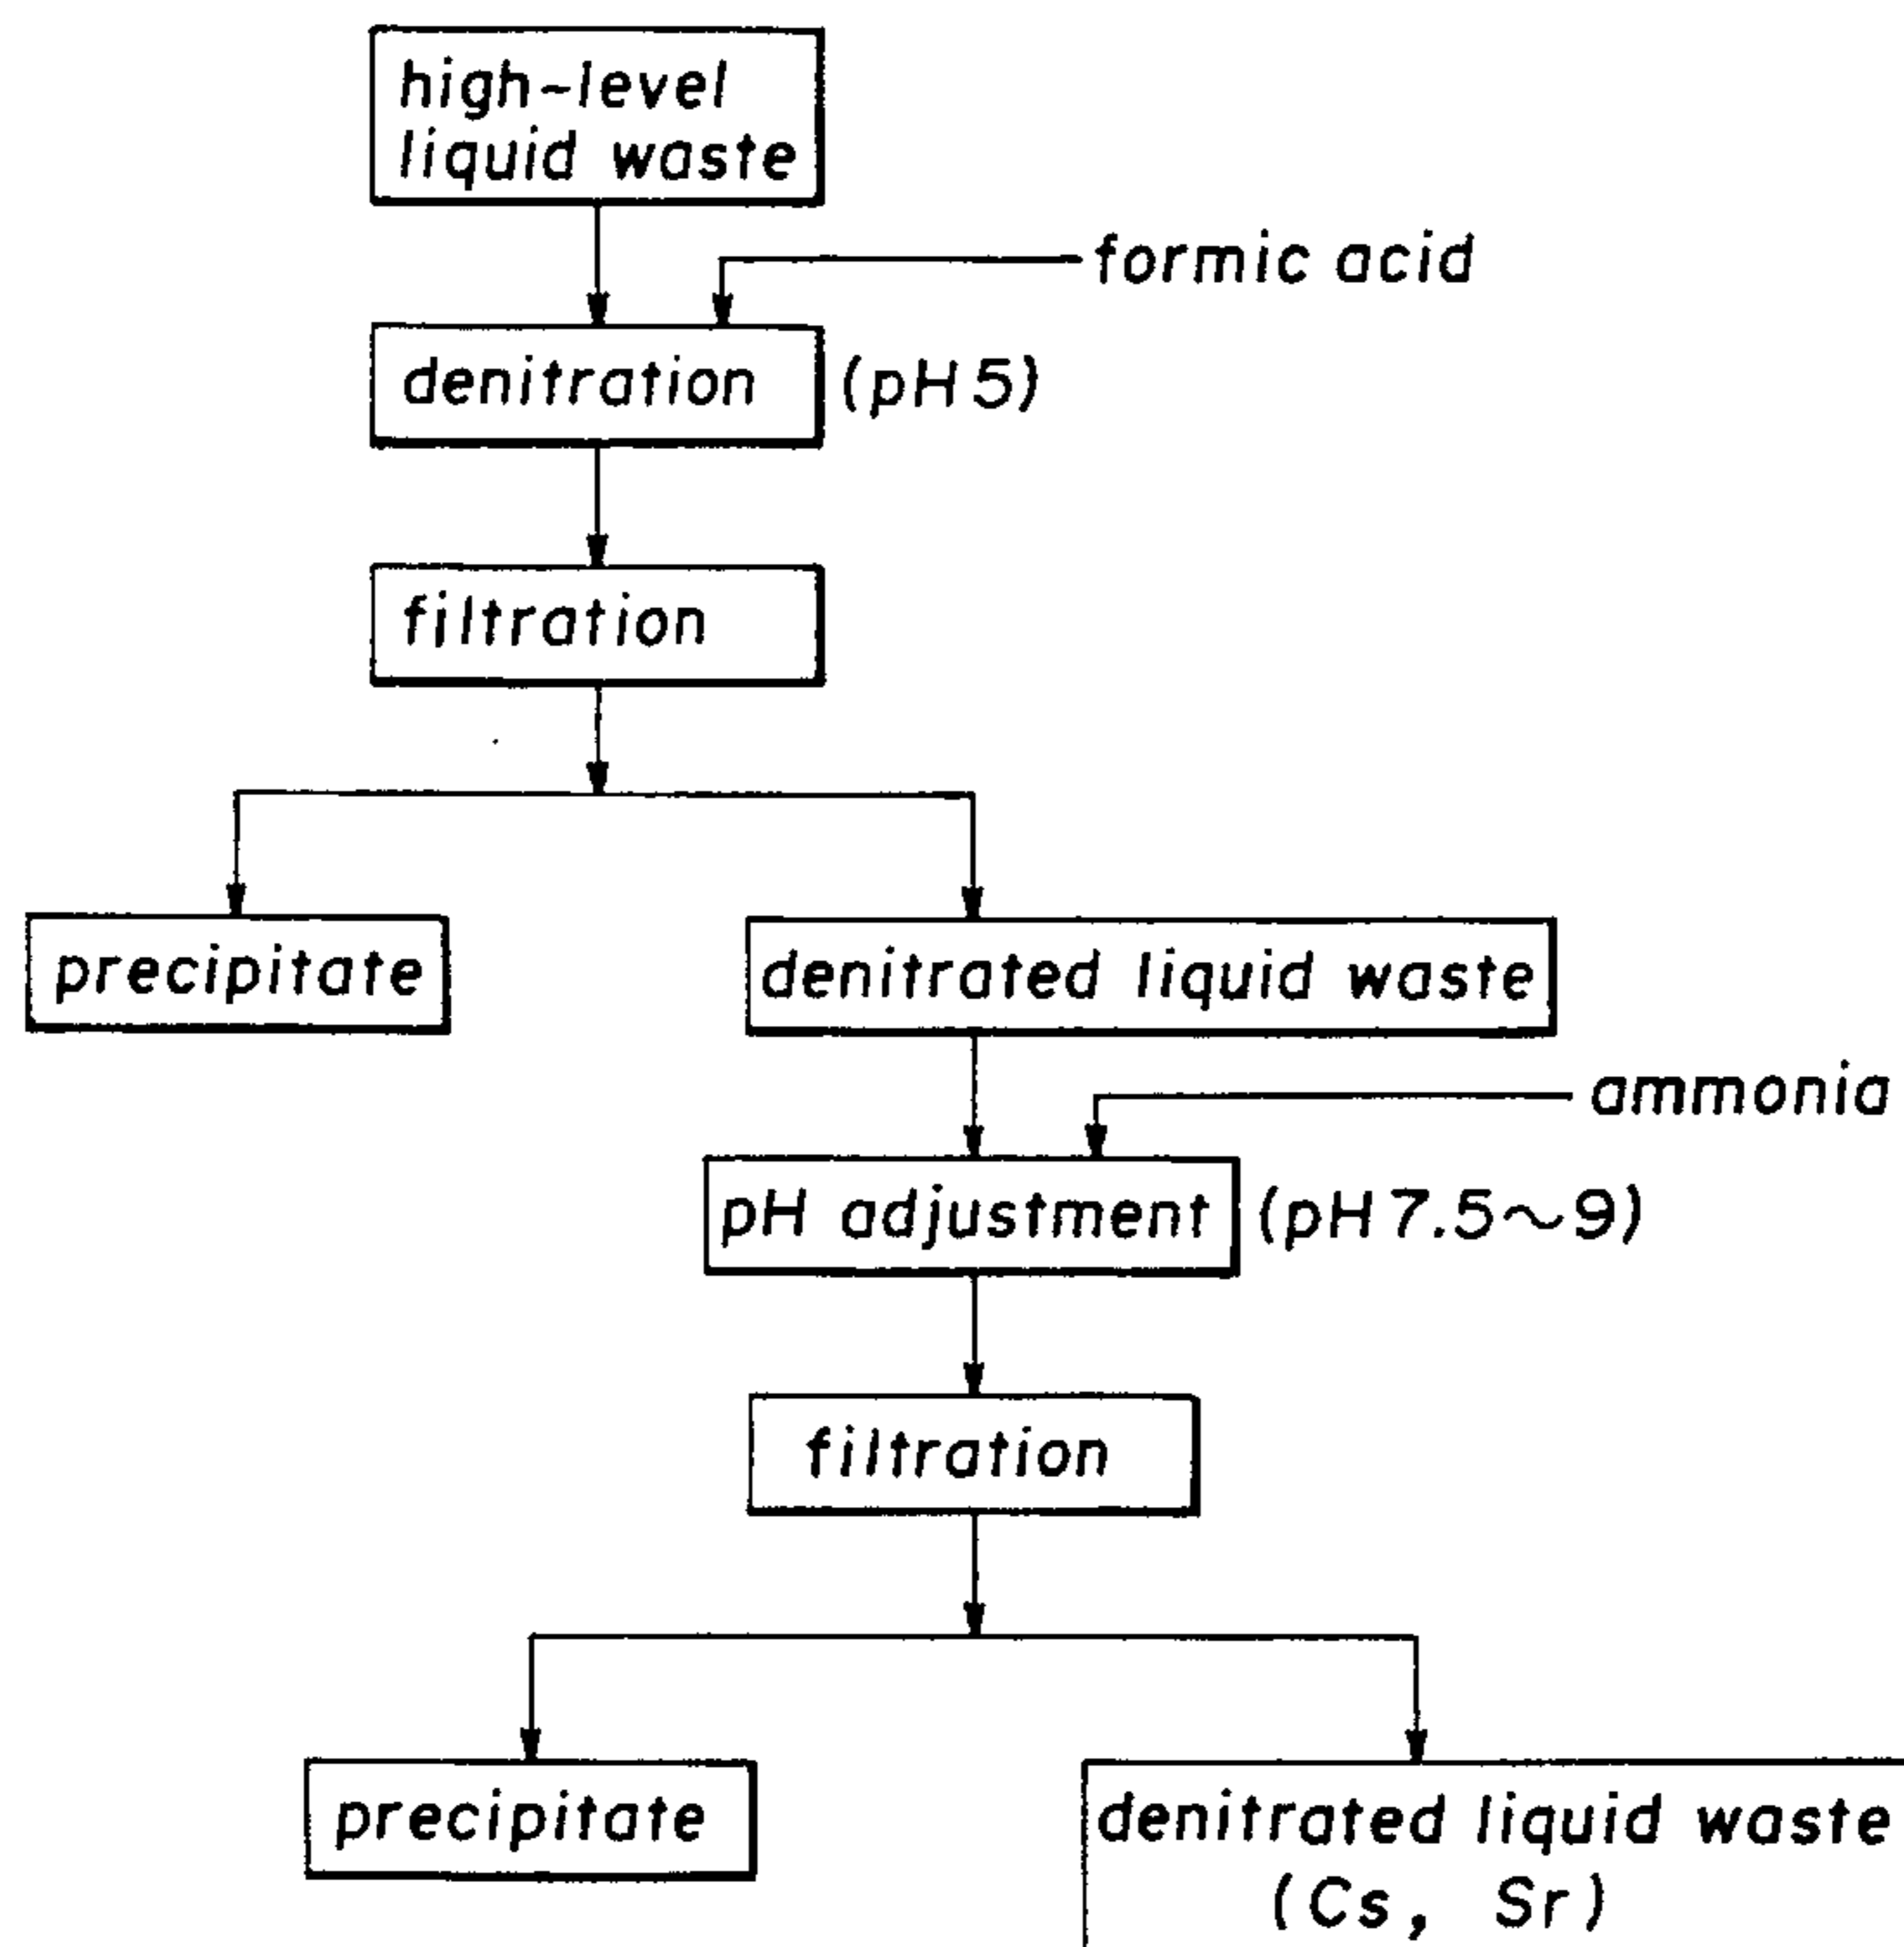 high-level
liquid waste
formic acid
denitration (pH 5)
filtration
precipitate
denitrated liquid waste
ammonia
pH adjustment (pH 7.5~9)
filtration
precipitate
denitrated liquid waste
(Cs, Sr)